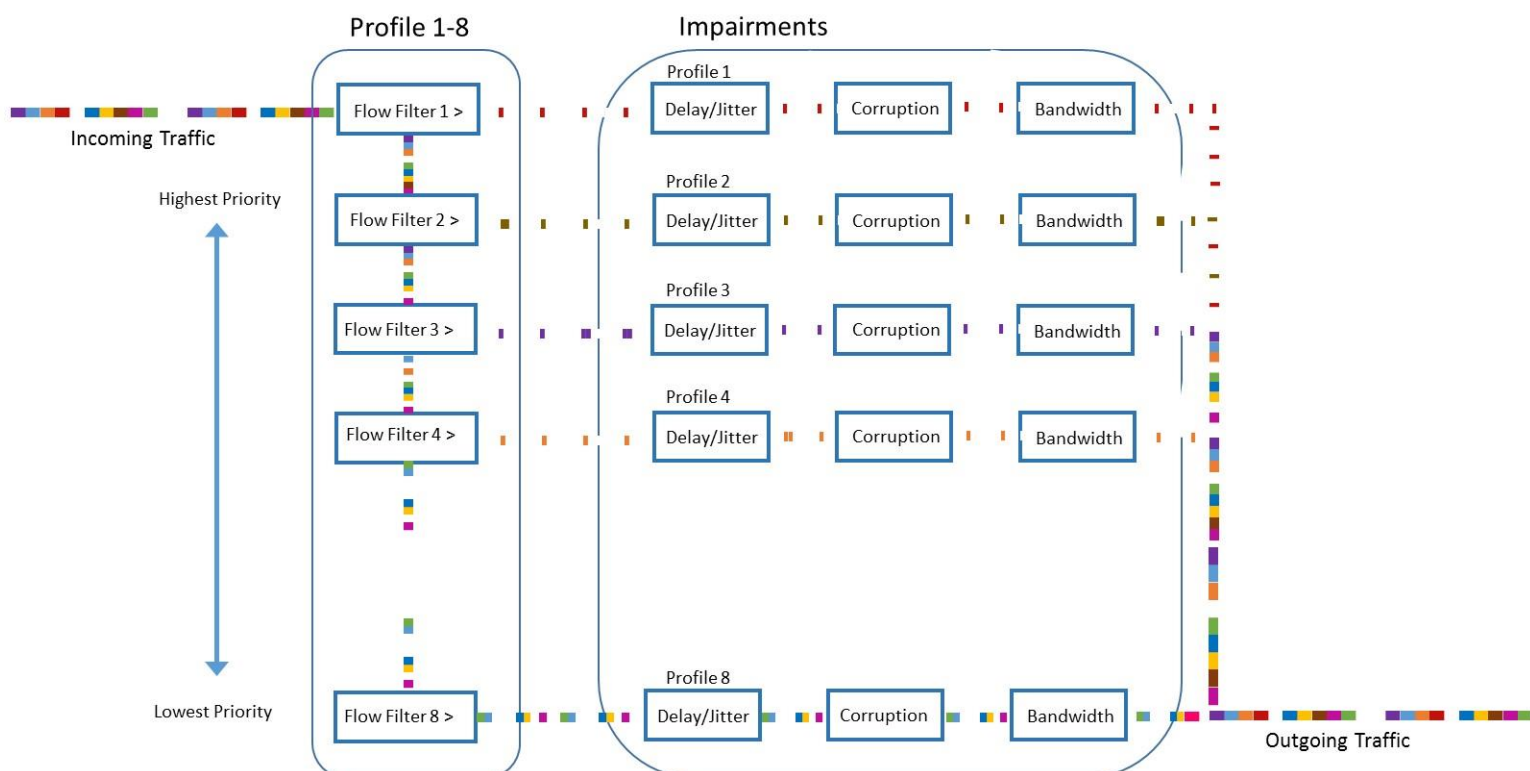 Profile 1-8
Impairments
Incoming Traffic
Flow Filter 1 >
Profile 1
Delay/Jitter
Corruption
Bandwidth
Highest Priority
Flow Filter 2 >
Profile 2
Delay/Jitter
Corruption
Bandwidth
Flow Filter 3 >
Profile 3
Delay/Jitter
Corruption
Bandwidth
Flow Filter 4 >
Profile 4
Delay/Jitter
Corruption
Bandwidth
Lowest Priority
Flow Filter 8 >
Profile 8
Delay/Jitter
Corruption
Bandwidth
Outgoing Traffic